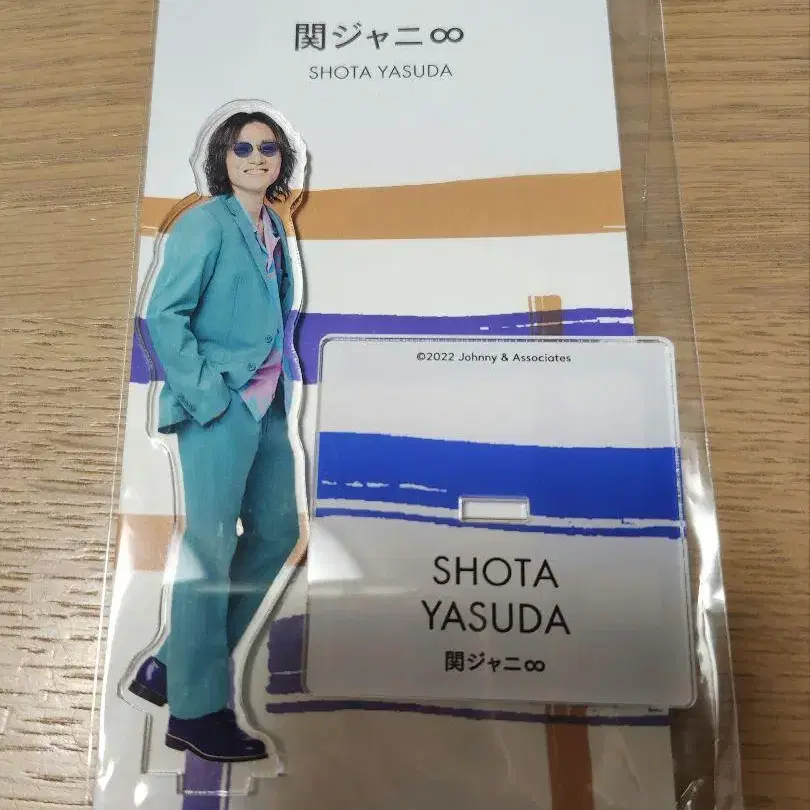 関ジャニ∞
SHOTA YASUDA
©2022 Johnny & Associates
SHOTA
YASUDA
関ジャニ∞